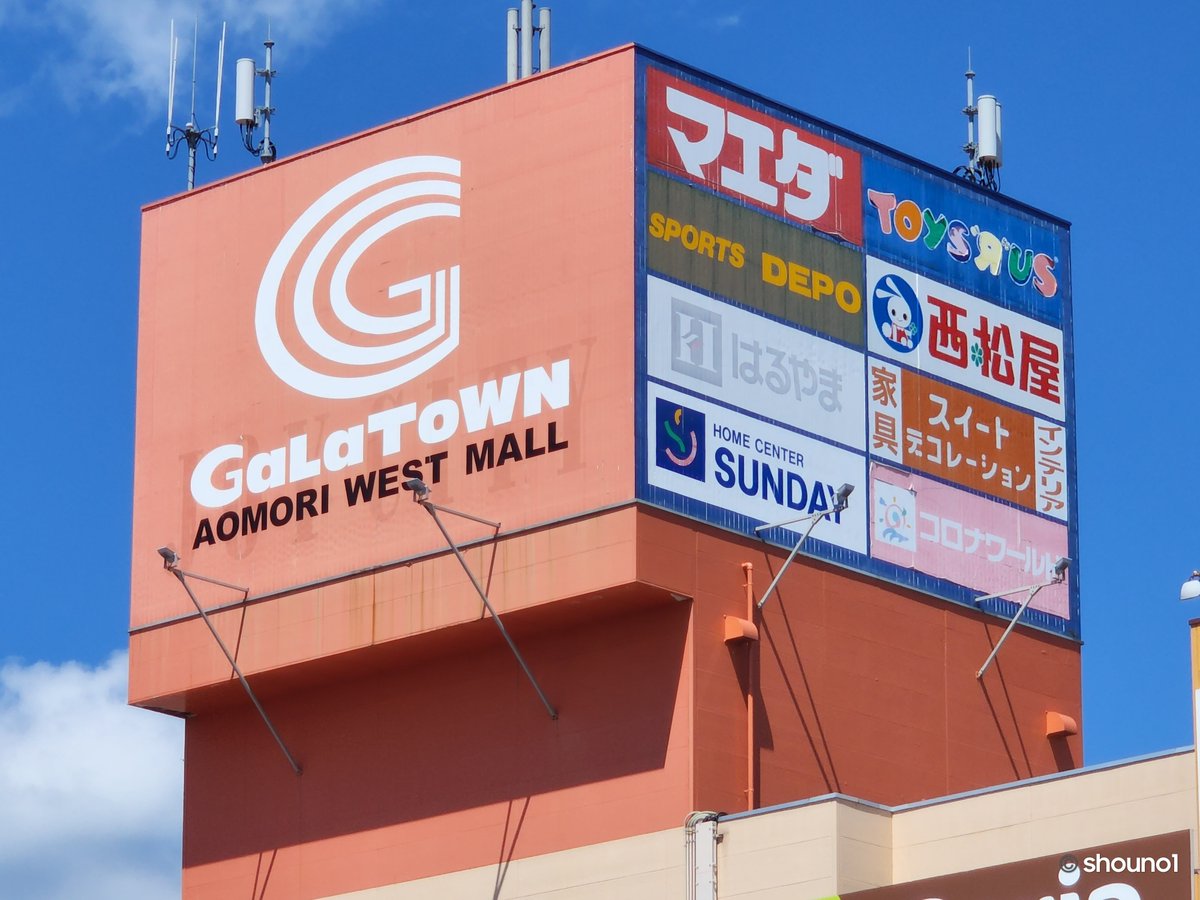 GALATOWN
AOMORI WEST MALL
マエダ
SPORTS DEPO
はるやま
HOME CENTER
SUNDAY
TOYS"R"US
西松屋
家具
スイート
デコレーション
インテリア
コロナワールド
shouno1